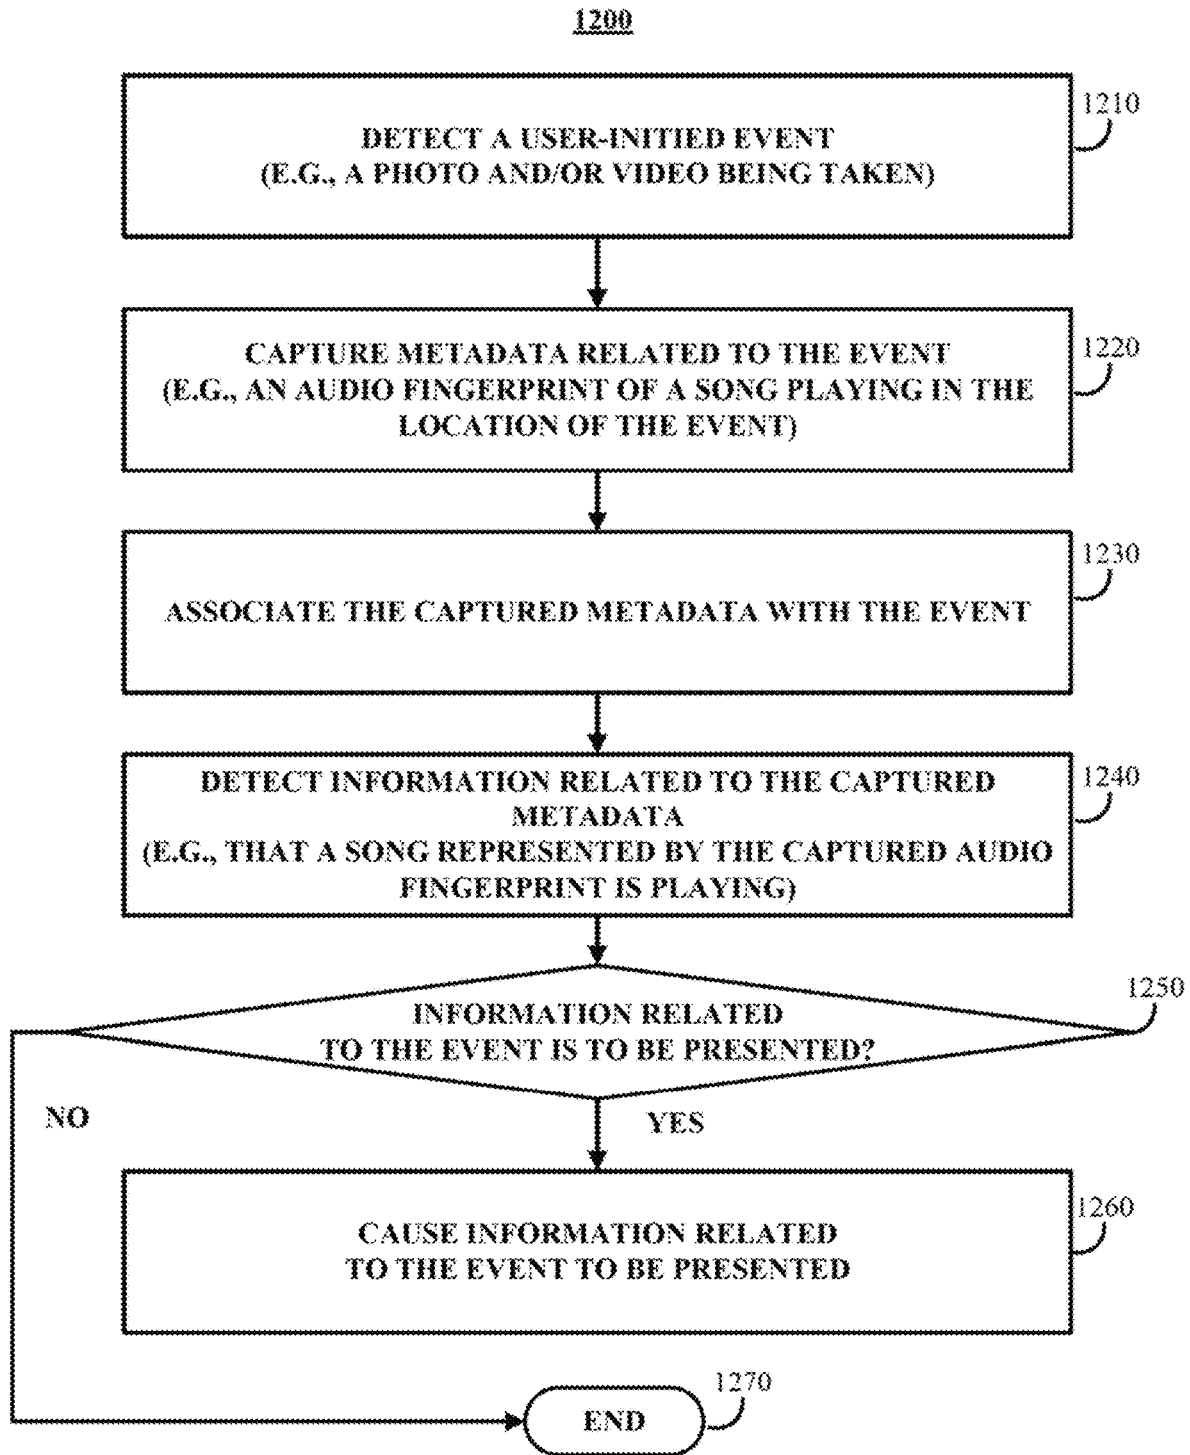 1200
DETECT A USER-INITIED EVENT
(E.G., A PHOTO AND/OR VIDEO BEING TAKEN)
1210
CAPTURE METADATA RELATED TO THE EVENT
(E.G., AN AUDIO FINGERPRINT OF A SONG PLAYING IN THE
LOCATION OF THE EVENT)
1220
ASSOCIATE THE CAPTURED METADATA WITH THE EVENT
1230
DETECT INFORMATION RELATED TO THE CAPTURED
METADATA
(E.G., THAT A SONG REPRESENTED BY THE CAPTURED AUDIO
FINGERPRINT IS PLAYING)
1240
INFORMATION RELATED
TO THE EVENT IS TO BE PRESENTED?
1250
NO
YES
CAUSE INFORMATION RELATED
TO THE EVENT TO BE PRESENTED
1260
END
1270